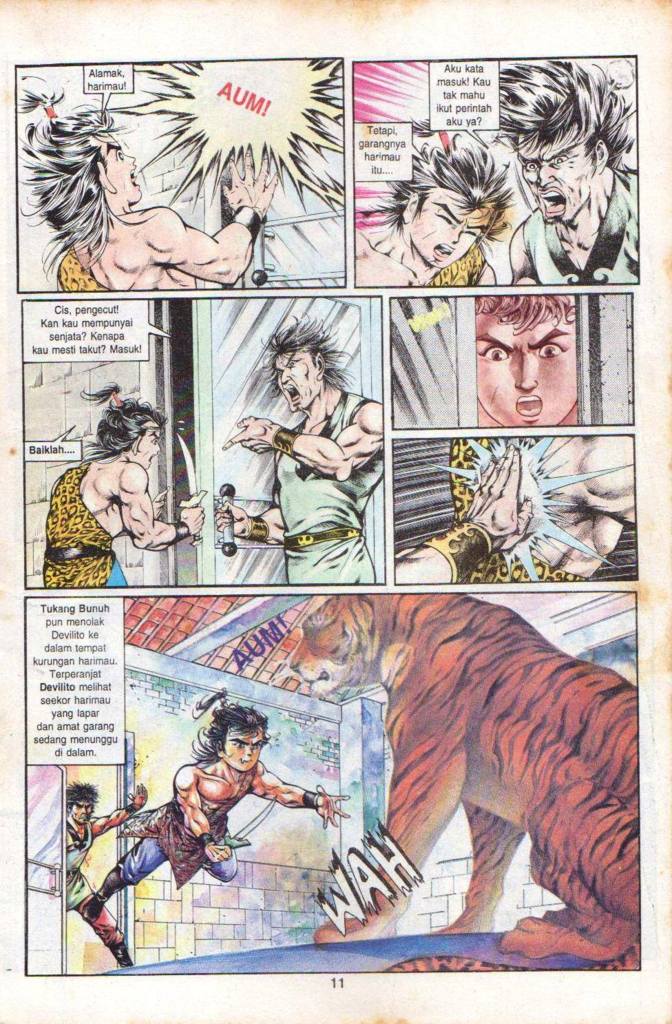 Alamak,
harimau!
AUM!
Aku kata
masuk! Kau
tak mahu
ikut perintah
aku ya?
Tetapi,
garangnya
harimau
itu....
Cis, pengecut!
Kan kau mempunyai
senjata? Kenapa
kau mesti takut? Masuk!
Baiklah....
Tukang Bunuh
pun menolak
Devilito ke
dalam tempat
kurungan harimau.
Terperanjat
Devilito melihat
seekor harimau
yang lapar
dan amat garang
sedang menunggu
di dalam.
AUM!
WAH
11